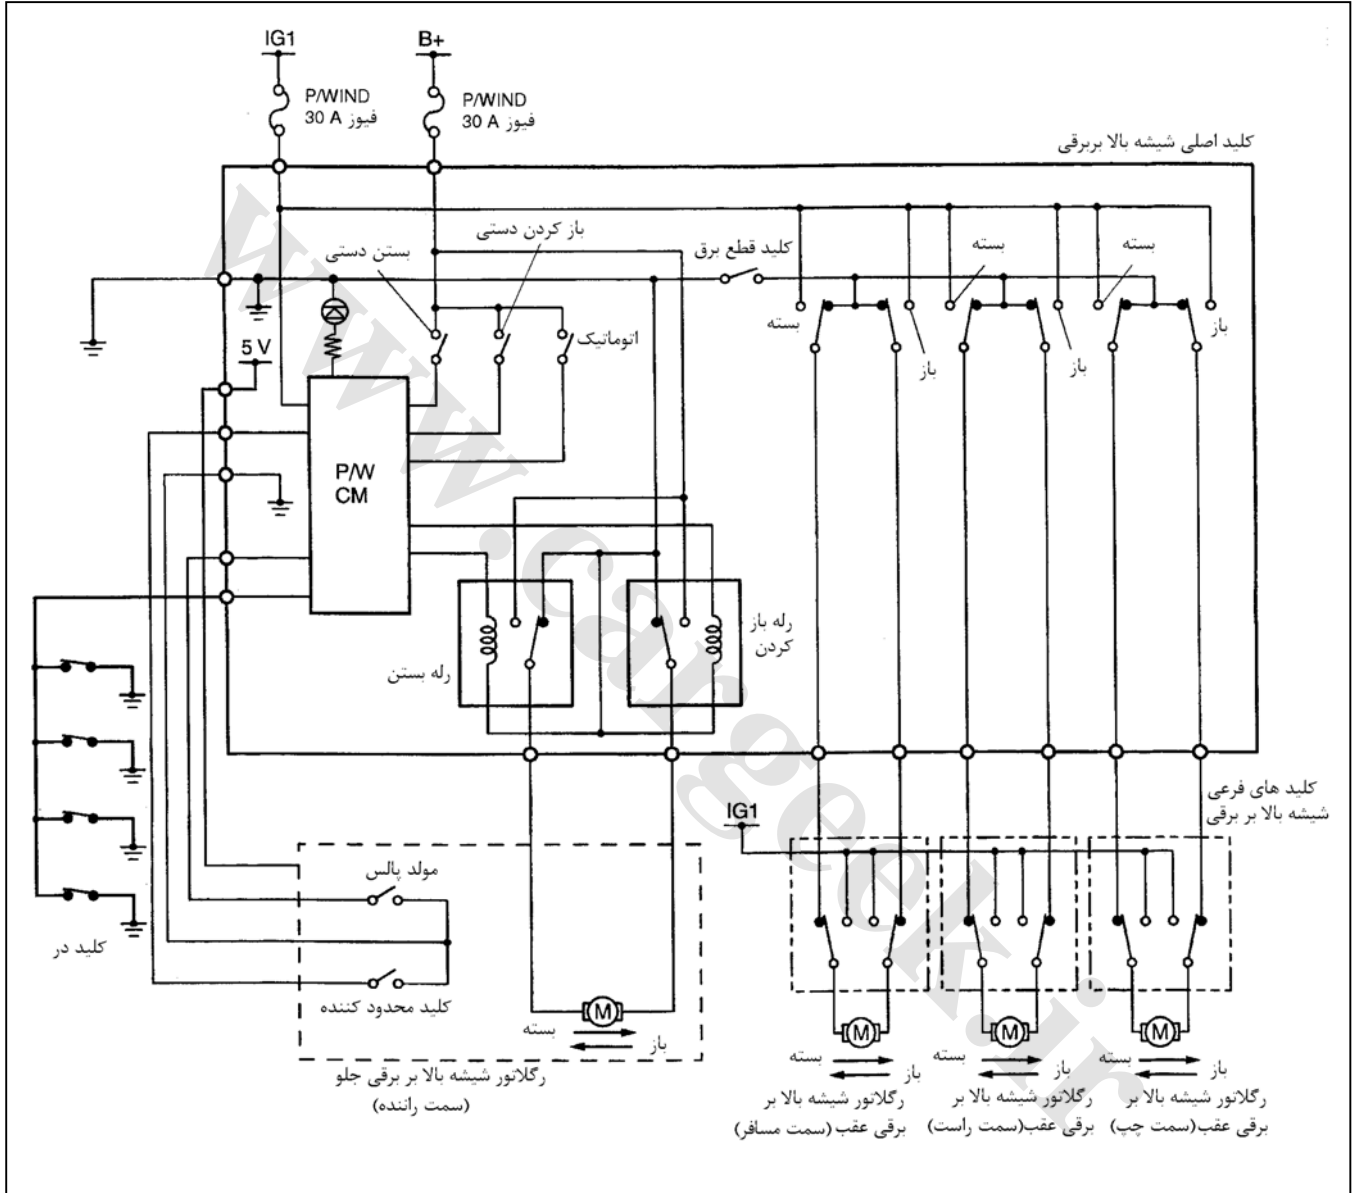 IG1
B+
P/WIND
30 A فیوز
P/WIND
30 A فیوز
کلید اصلی شیشه بالا بربرقی
باز کردن دستی
بستن دستی
کلید قطع برق
بسته
بسته
بسته
باز
باز
باز
اتوماتیک
5 V
P/W
CM
رله بستن
رله باز
کردن
کلید های فرعی
شیشه بالا بر برقی
IG1
مولد پالس
کلید محدود کننده
کلید در
M
بسته
باز
رگلاتور شیشه بالا بر برقی جلو
(سمت راننده)
M
بسته
باز
رگلاتور شیشه بالا بر
برقی عقب(سمت مسافر)
M
بسته
باز
رگلاتور شیشه بالا بر
برقی عقب(سمت راست)
M
بسته
باز
رگلاتور شیشه بالا بر
برقی عقب(سمت چپ)
www.cargeek.ir